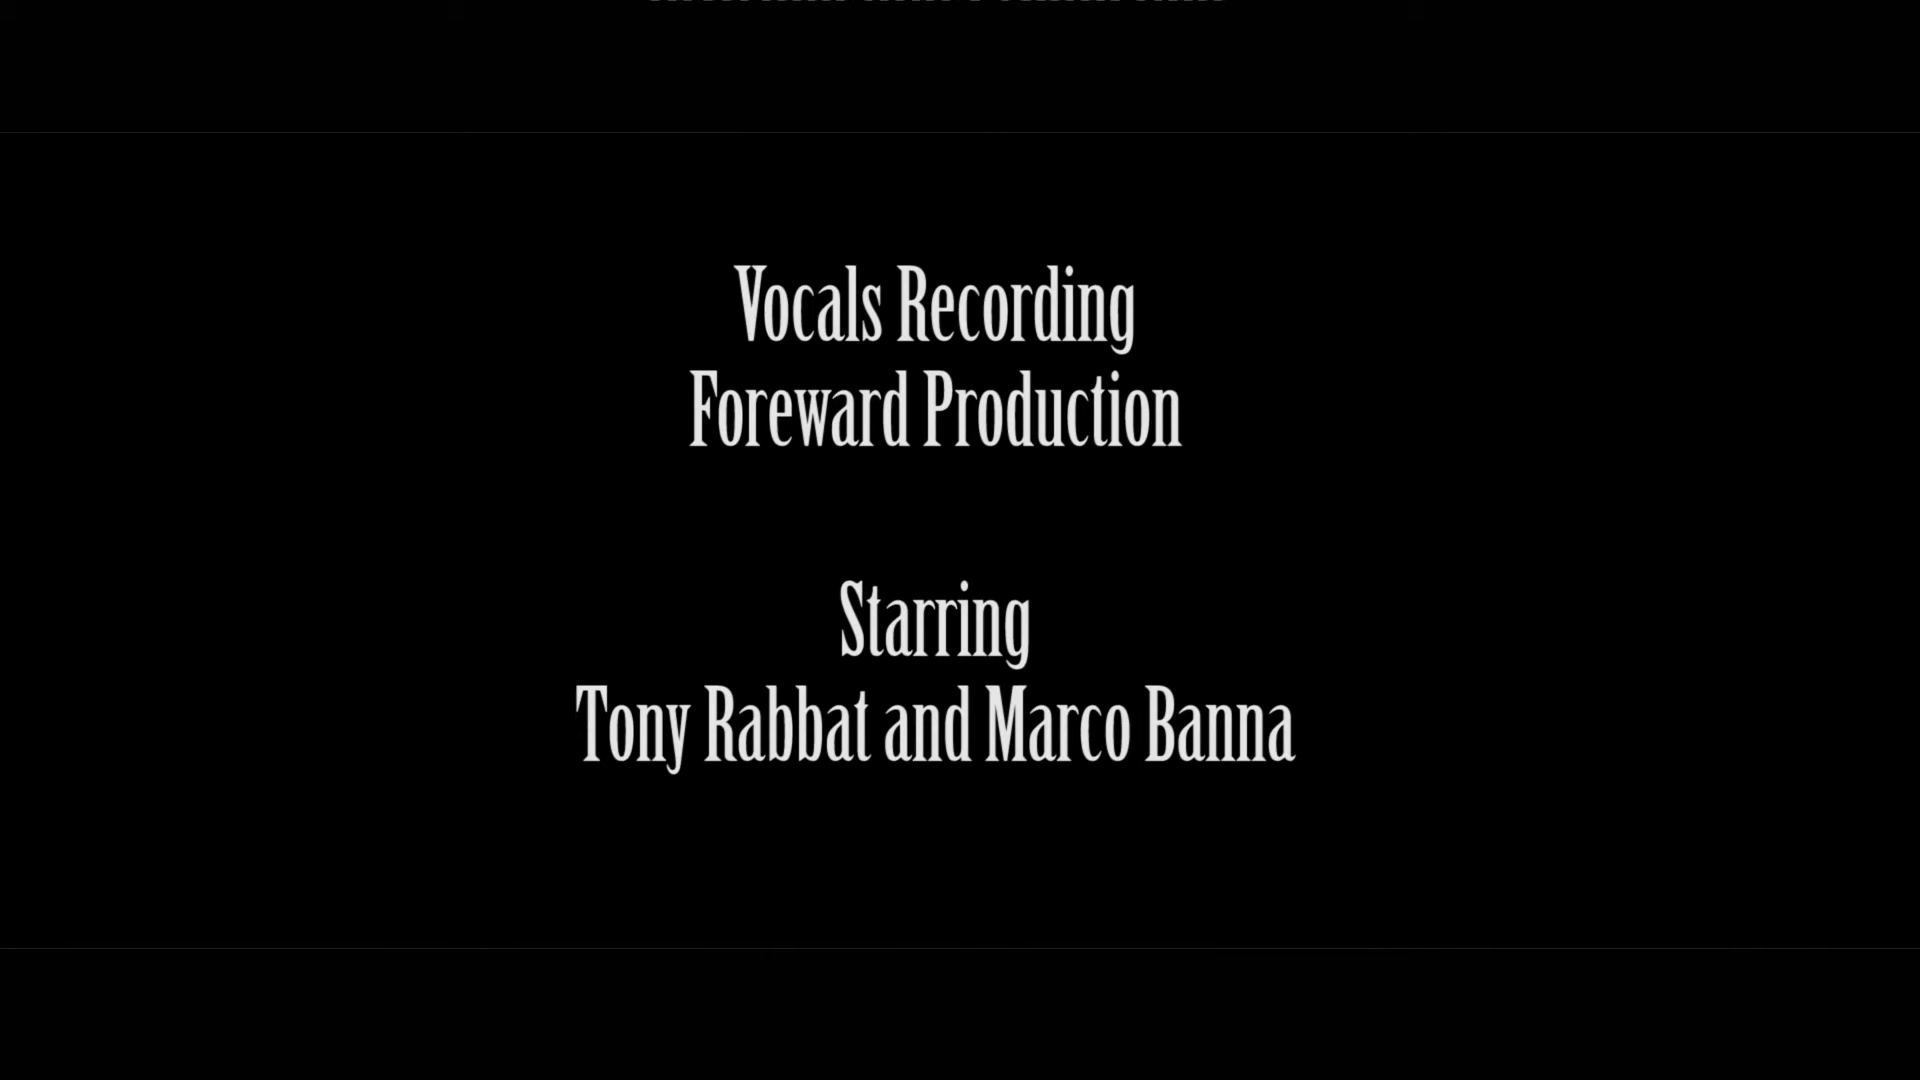 Vocals Recording
Foreward Production
Starring
Tony Rabbat and Marco Banna